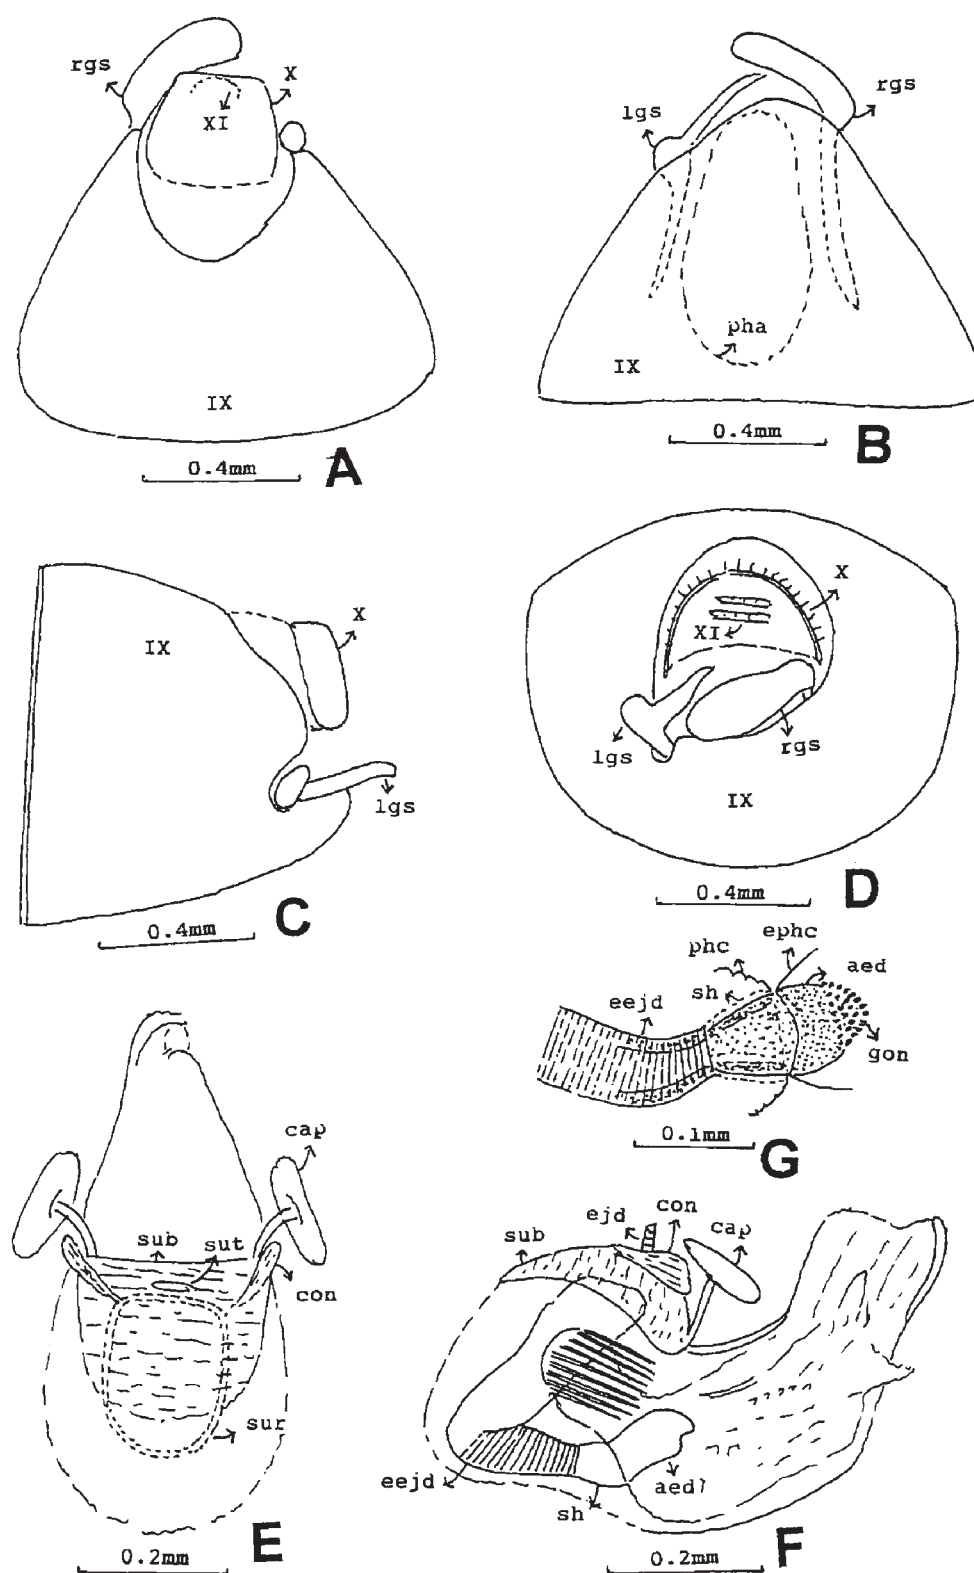 rgs
X
XI
IX
0.4mm
A
lgs
rgs
pha
IX
0.4mm
B
IX
X
lgs
0.4mm
C
X
XI
lgs
rgs
IX
0.4mm
D
phc
ephc
aed
sh
eejd
gon
0.1mm
G
cap
sub
sut
con
sur
0.2mm
E
sub
ejd
con
cap
eejd
sh
aed
0.2mm
F